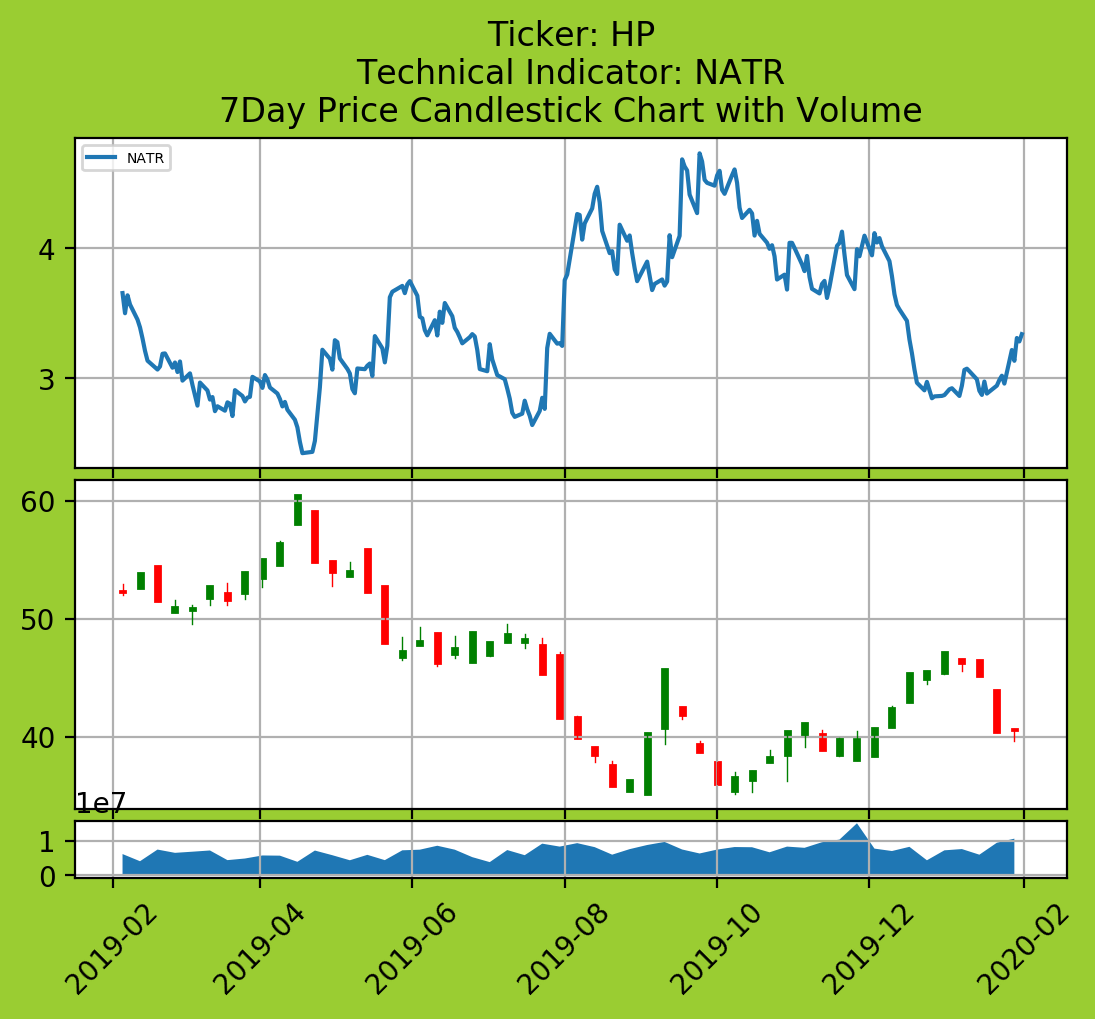 Ticker: HP
Technical Indicator: NATR
7Day Price Candlestick Chart with Volume
NATR
4
3
60
50
40
1e7
1
0
2019-02
2019-04
2019-06
2019-08
2019-10
2019-12
2020-02